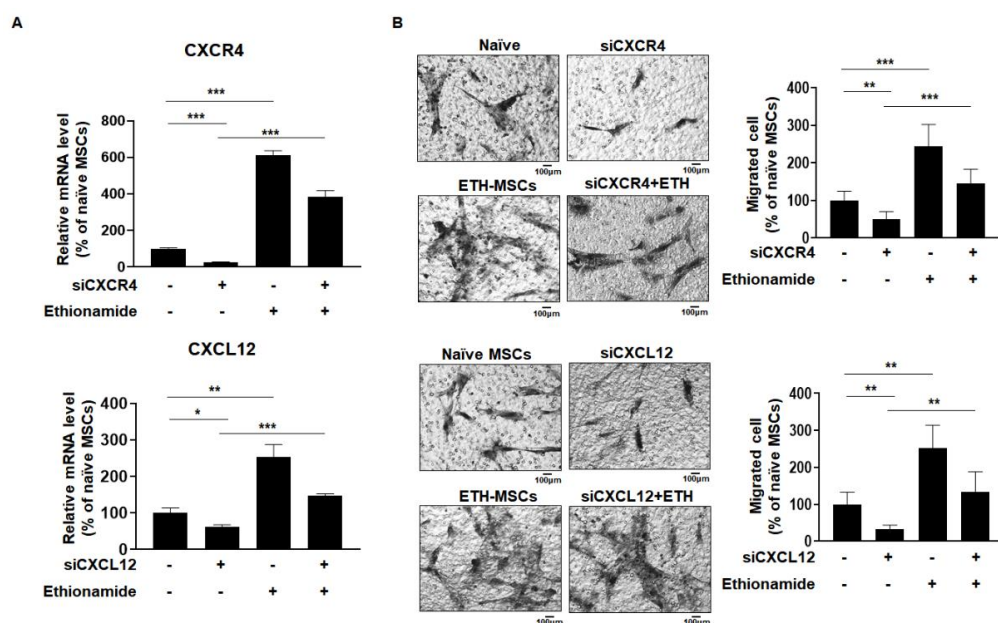 A
CXCR4
***
***
***
Relative mRNA level
(% of naïve MSCs)
800
600
400
200
0
siCXCR4 - + - +
Ethionamide - - + +
CXCL12
**
*
***
Relative mRNA level
(% of naïve MSCs)
400
300
200
100
0
siCXCL12 - + - +
Ethionamide - - + +
B
Naïve
siCXCR4
100µm
100µm
ETH-MSCs
siCXCR4+ETH
100µm
100µm
***
**
***
Migrated cell
(% of naïve MSCs)
400
300
200
100
0
siCXCR4 - + - +
Ethionamide - - + +
Naïve MSCs
siCXCL12
100µm
100µm
ETH-MSCs
siCXCL12+ETH
100µm
100µm
**
**
**
Migrated cell
(% of naïve MSCs)
400
300
200
100
0
siCXCL12 - + - +
Ethionamide - - + +